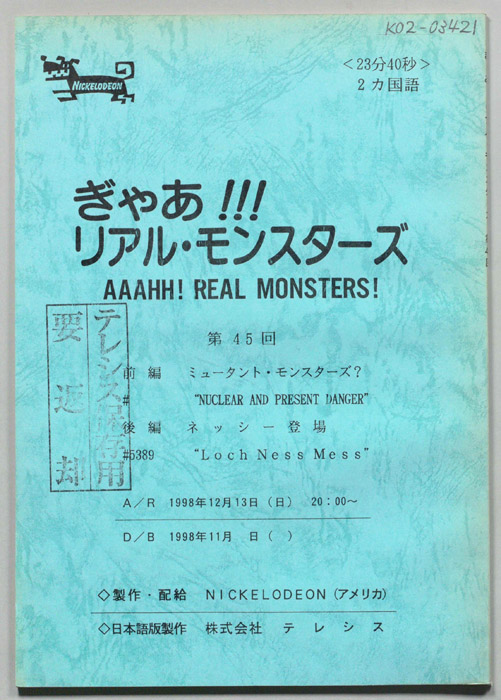 K02-03421
NICKELODEON
<23分40秒>
2カ国語
ぎゃあ!!!
リアル・モンスターズ
AAAHH! REAL MONSTERS!
テレシス保存用
要返却
第45回
前編 ミュータント・モンスターズ?
# "NUCLEAR AND PRESENT DANGER"
後編 ネッシー登場
#5389 "Loch Ness Mess"
A/R 1998年12月13日(日) 20:00~
D/B 1998年11月 日( )
◇製作・配給 NICKELODEON(アメリカ)
◇日本語版製作 株式会社 テレシス